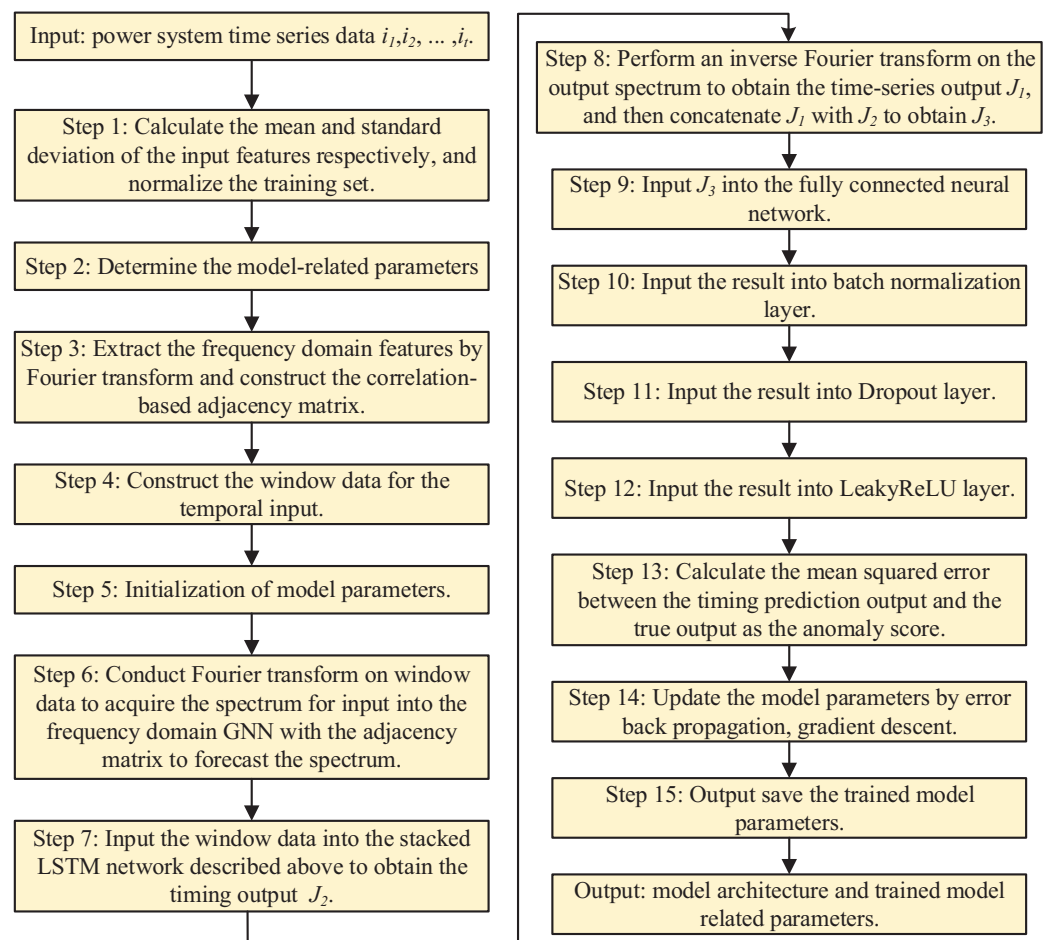 Input: power system time series data i1,i2, ... ,it.
Step 1: Calculate the mean and standard
deviation of the input features respectively, and
normalize the training set.
Step 2: Determine the model-related parameters
Step 3: Extract the frequency domain features by
Fourier transform and construct the correlation-
based adjacency matrix.
Step 4: Construct the window data for the
temporal input.
Step 5: Initialization of model parameters.
Step 6: Conduct Fourier transform on window
data to acquire the spectrum for input into the
frequency domain GNN with the adjacency
matrix to forecast the spectrum.
Step 7: Input the window data into the stacked
LSTM network described above to obtain the
timing output J2.
Step 8: Perform an inverse Fourier transform on the
output spectrum to obtain the time-series output J1,
and then concatenate J1 with J2 to obtain J3.
Step 9: Input J3 into the fully connected neural
network.
Step 10: Input the result into batch normalization
layer.
Step 11: Input the result into Dropout layer.
Step 12: Input the result into LeakyReLU layer.
Step 13: Calculate the mean squared error
between the timing prediction output and the
true output as the anomaly score.
Step 14: Update the model parameters by error
back propagation, gradient descent.
Step 15: Output save the trained model
parameters.
Output: model architecture and trained model
related parameters.